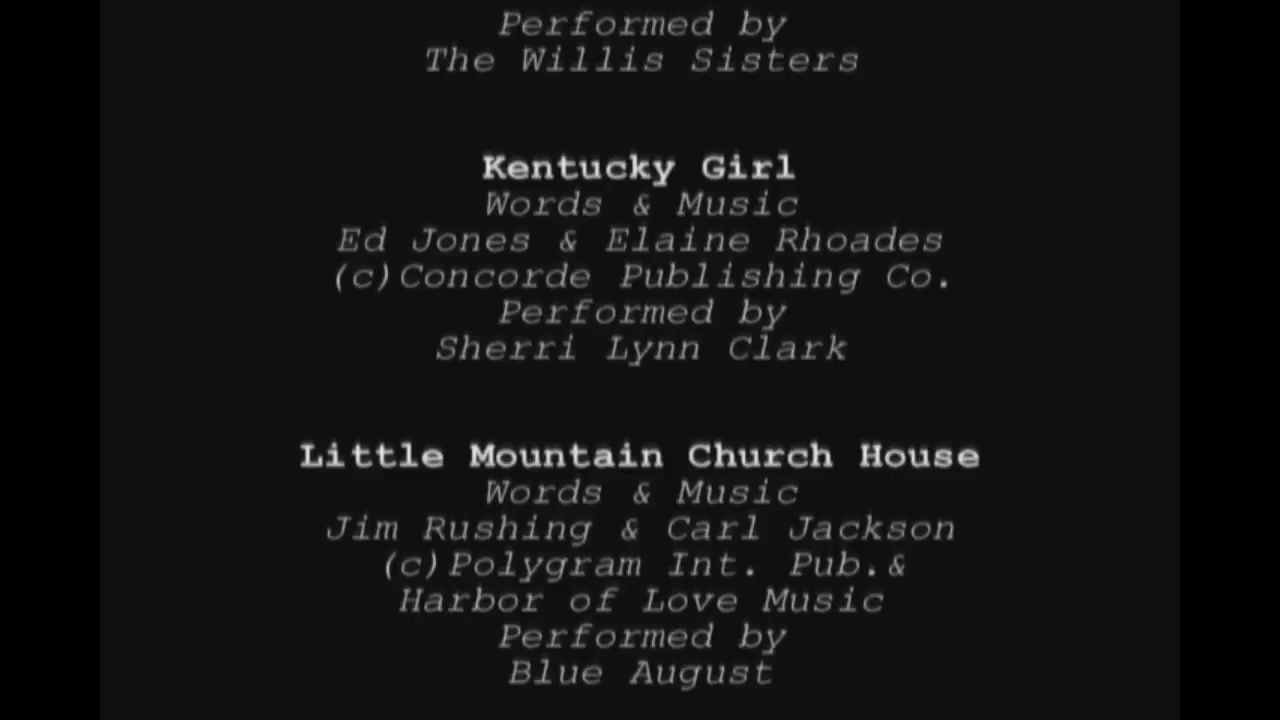 Performed by
The Willis Sisters
Kentucky Girl
Words & Music
Ed Jones & Elaine Rhoades
(c)Concorde Publishing Co.
Performed by
Sherri Lynn Clark
Little Mountain Church House
Words & Music
Jim Rushing & Carl Jackson
(c)Polygram Int. Pub.&
Harbor of Love Music
Performed by
Blue August